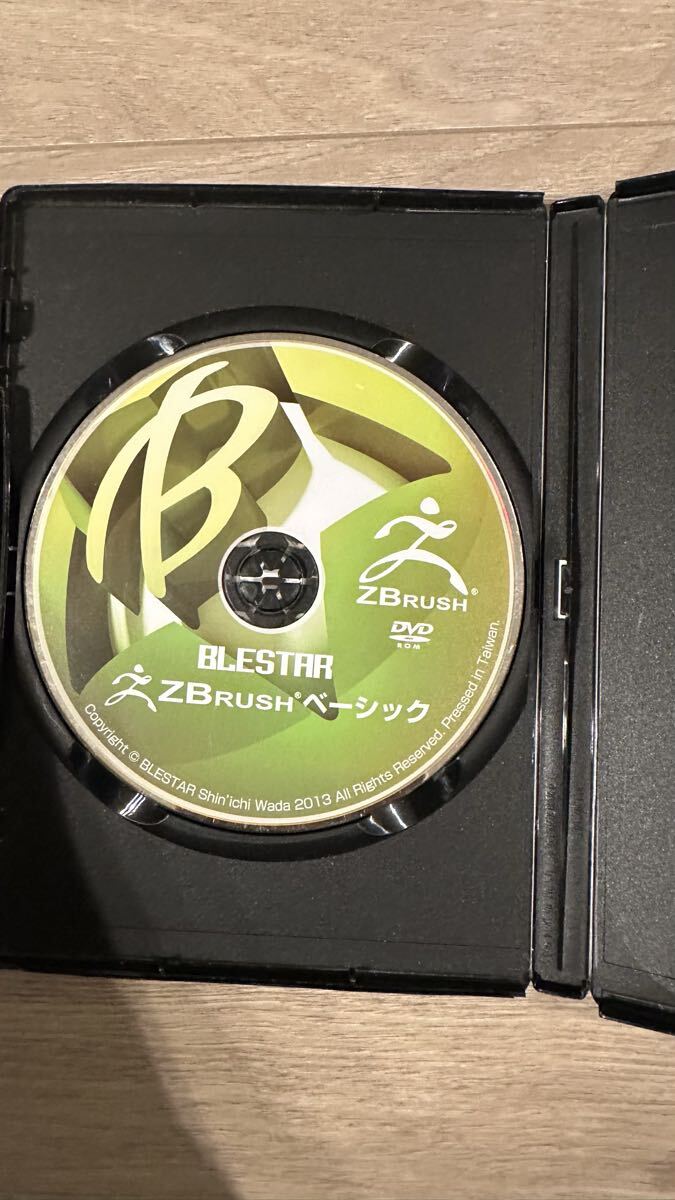 B
ZBRUSH®
DVD
ROM
BLESTAR
ZBRUSH®ベーシック
Copyright © BLESTAR Shin'ichi Wada 2013 All Rights Reserved. Pressed in Taiwan.